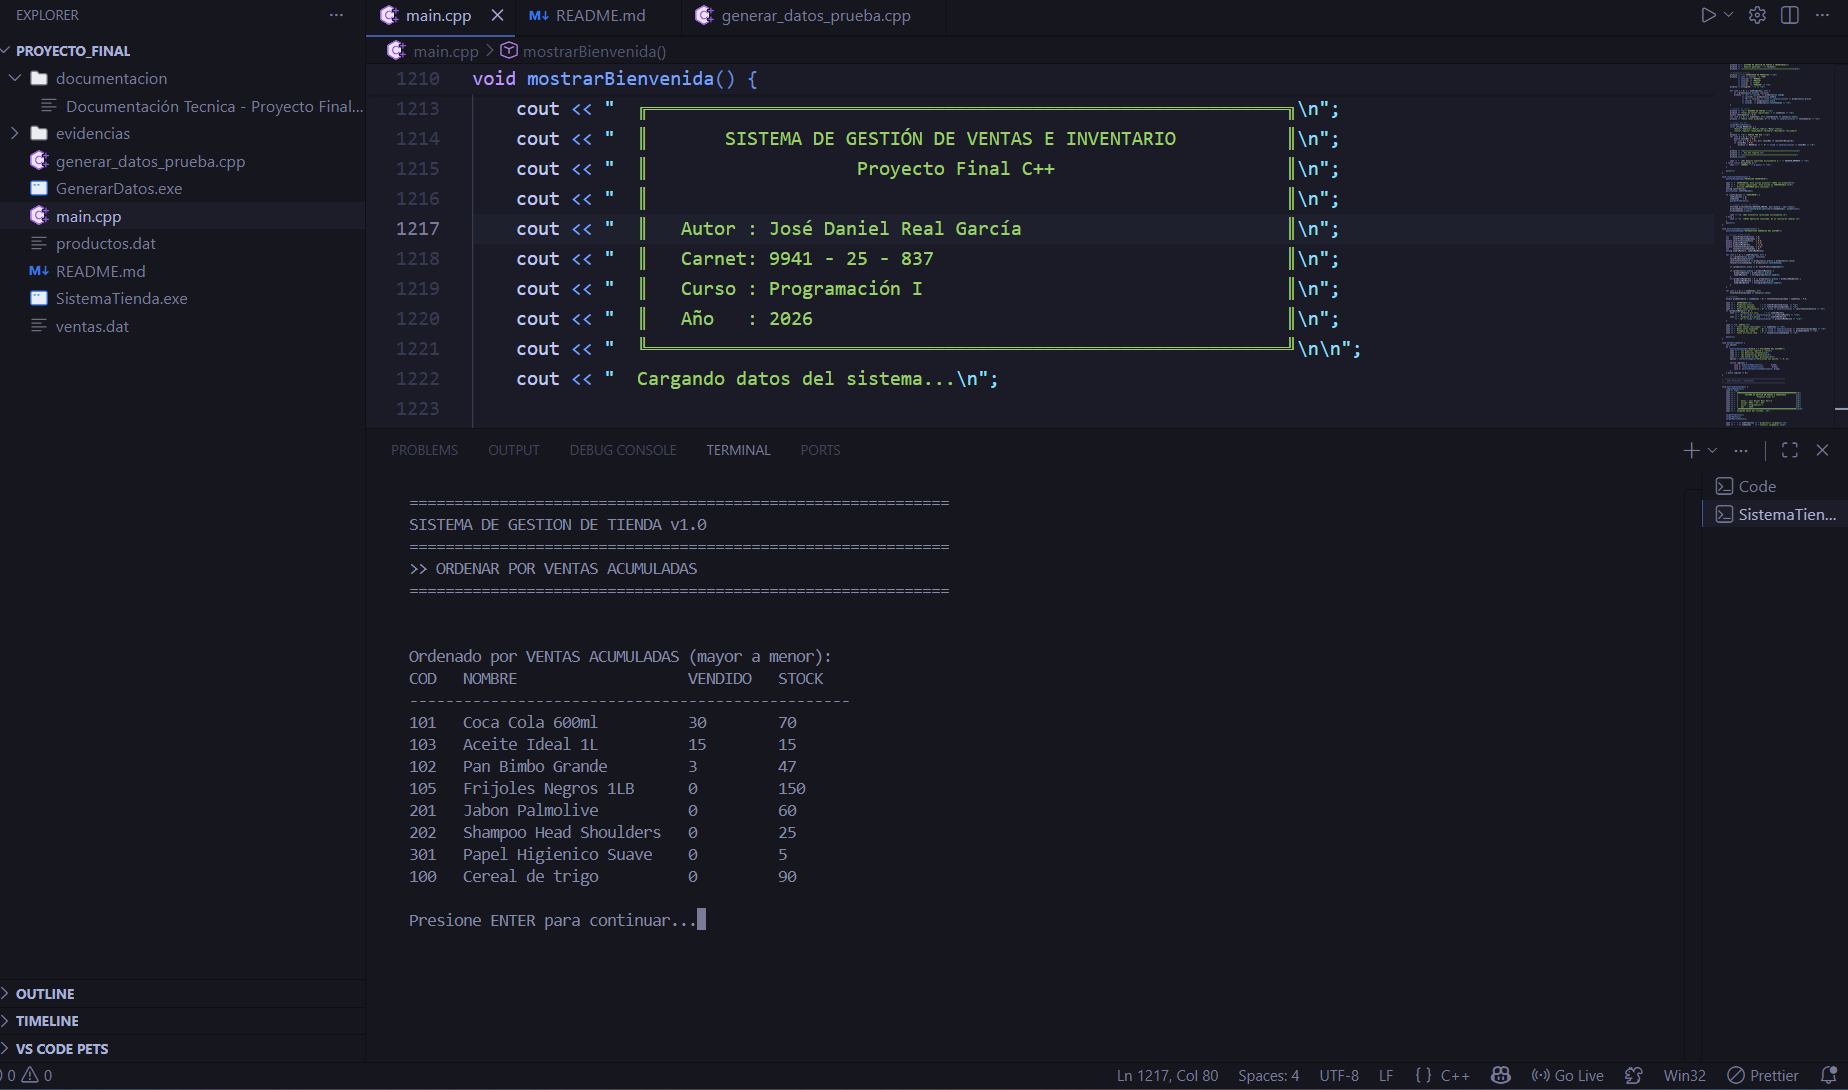 EXPLORER
PROYECTO_FINAL
documentacion
Documentación Tecnica - Proyecto Final...
evidencias
generar_datos_prueba.cpp
GenerarDatos.exe
main.cpp
productos.dat
README.md
SistemaTienda.exe
ventas.dat
OUTLINE
TIMELINE
VS CODE PETS
main.cpp
README.md
generar_datos_prueba.cpp
main.cpp > mostrarBienvenida()
1210 void mostrarBienvenida() {
1213 cout << " ╔═══════════════════════════════════════════════════════════╗\n";
1214 cout << " ║ SISTEMA DE GESTIÓN DE VENTAS E INVENTARIO ║\n";
1215 cout << " ║ Proyecto Final C++ ║\n";
1216 cout << " ║ ║\n";
1217 cout << " ║ Autor : José Daniel Real García ║\n";
1218 cout << " ║ Carnet: 9941 - 25 - 837 ║\n";
1219 cout << " ║ Curso : Programación I ║\n";
1220 cout << " ║ Año : 2026 ║\n";
1221 cout << " ╚═══════════════════════════════════════════════════════════╝\n\n";
1222 cout << " Cargando datos del sistema...\n";
1223
PROBLEMS OUTPUT DEBUG CONSOLE TERMINAL PORTS
Code
SistemaTien...
============================================================
SISTEMA DE GESTION DE TIENDA v1.0
============================================================
>> ORDENAR POR VENTAS ACUMULADAS
============================================================
Ordenado por VENTAS ACUMULADAS (mayor a menor):
COD NOMBRE VENDIDO STOCK
-------------------------------------------------
101 Coca Cola 600ml 30 70
103 Aceite Ideal 1L 15 15
102 Pan Bimbo Grande 3 47
105 Frijoles Negros 1LB 0 150
201 Jabon Palmolive 0 60
202 Shampoo Head Shoulders 0 25
301 Papel Higienico Suave 0 5
100 Cereal de trigo 0 90
Presione ENTER para continuar...
0 0 Ln 1217, Col 80 Spaces: 4 UTF-8 LF { } C++ Go Live Win32 Prettier